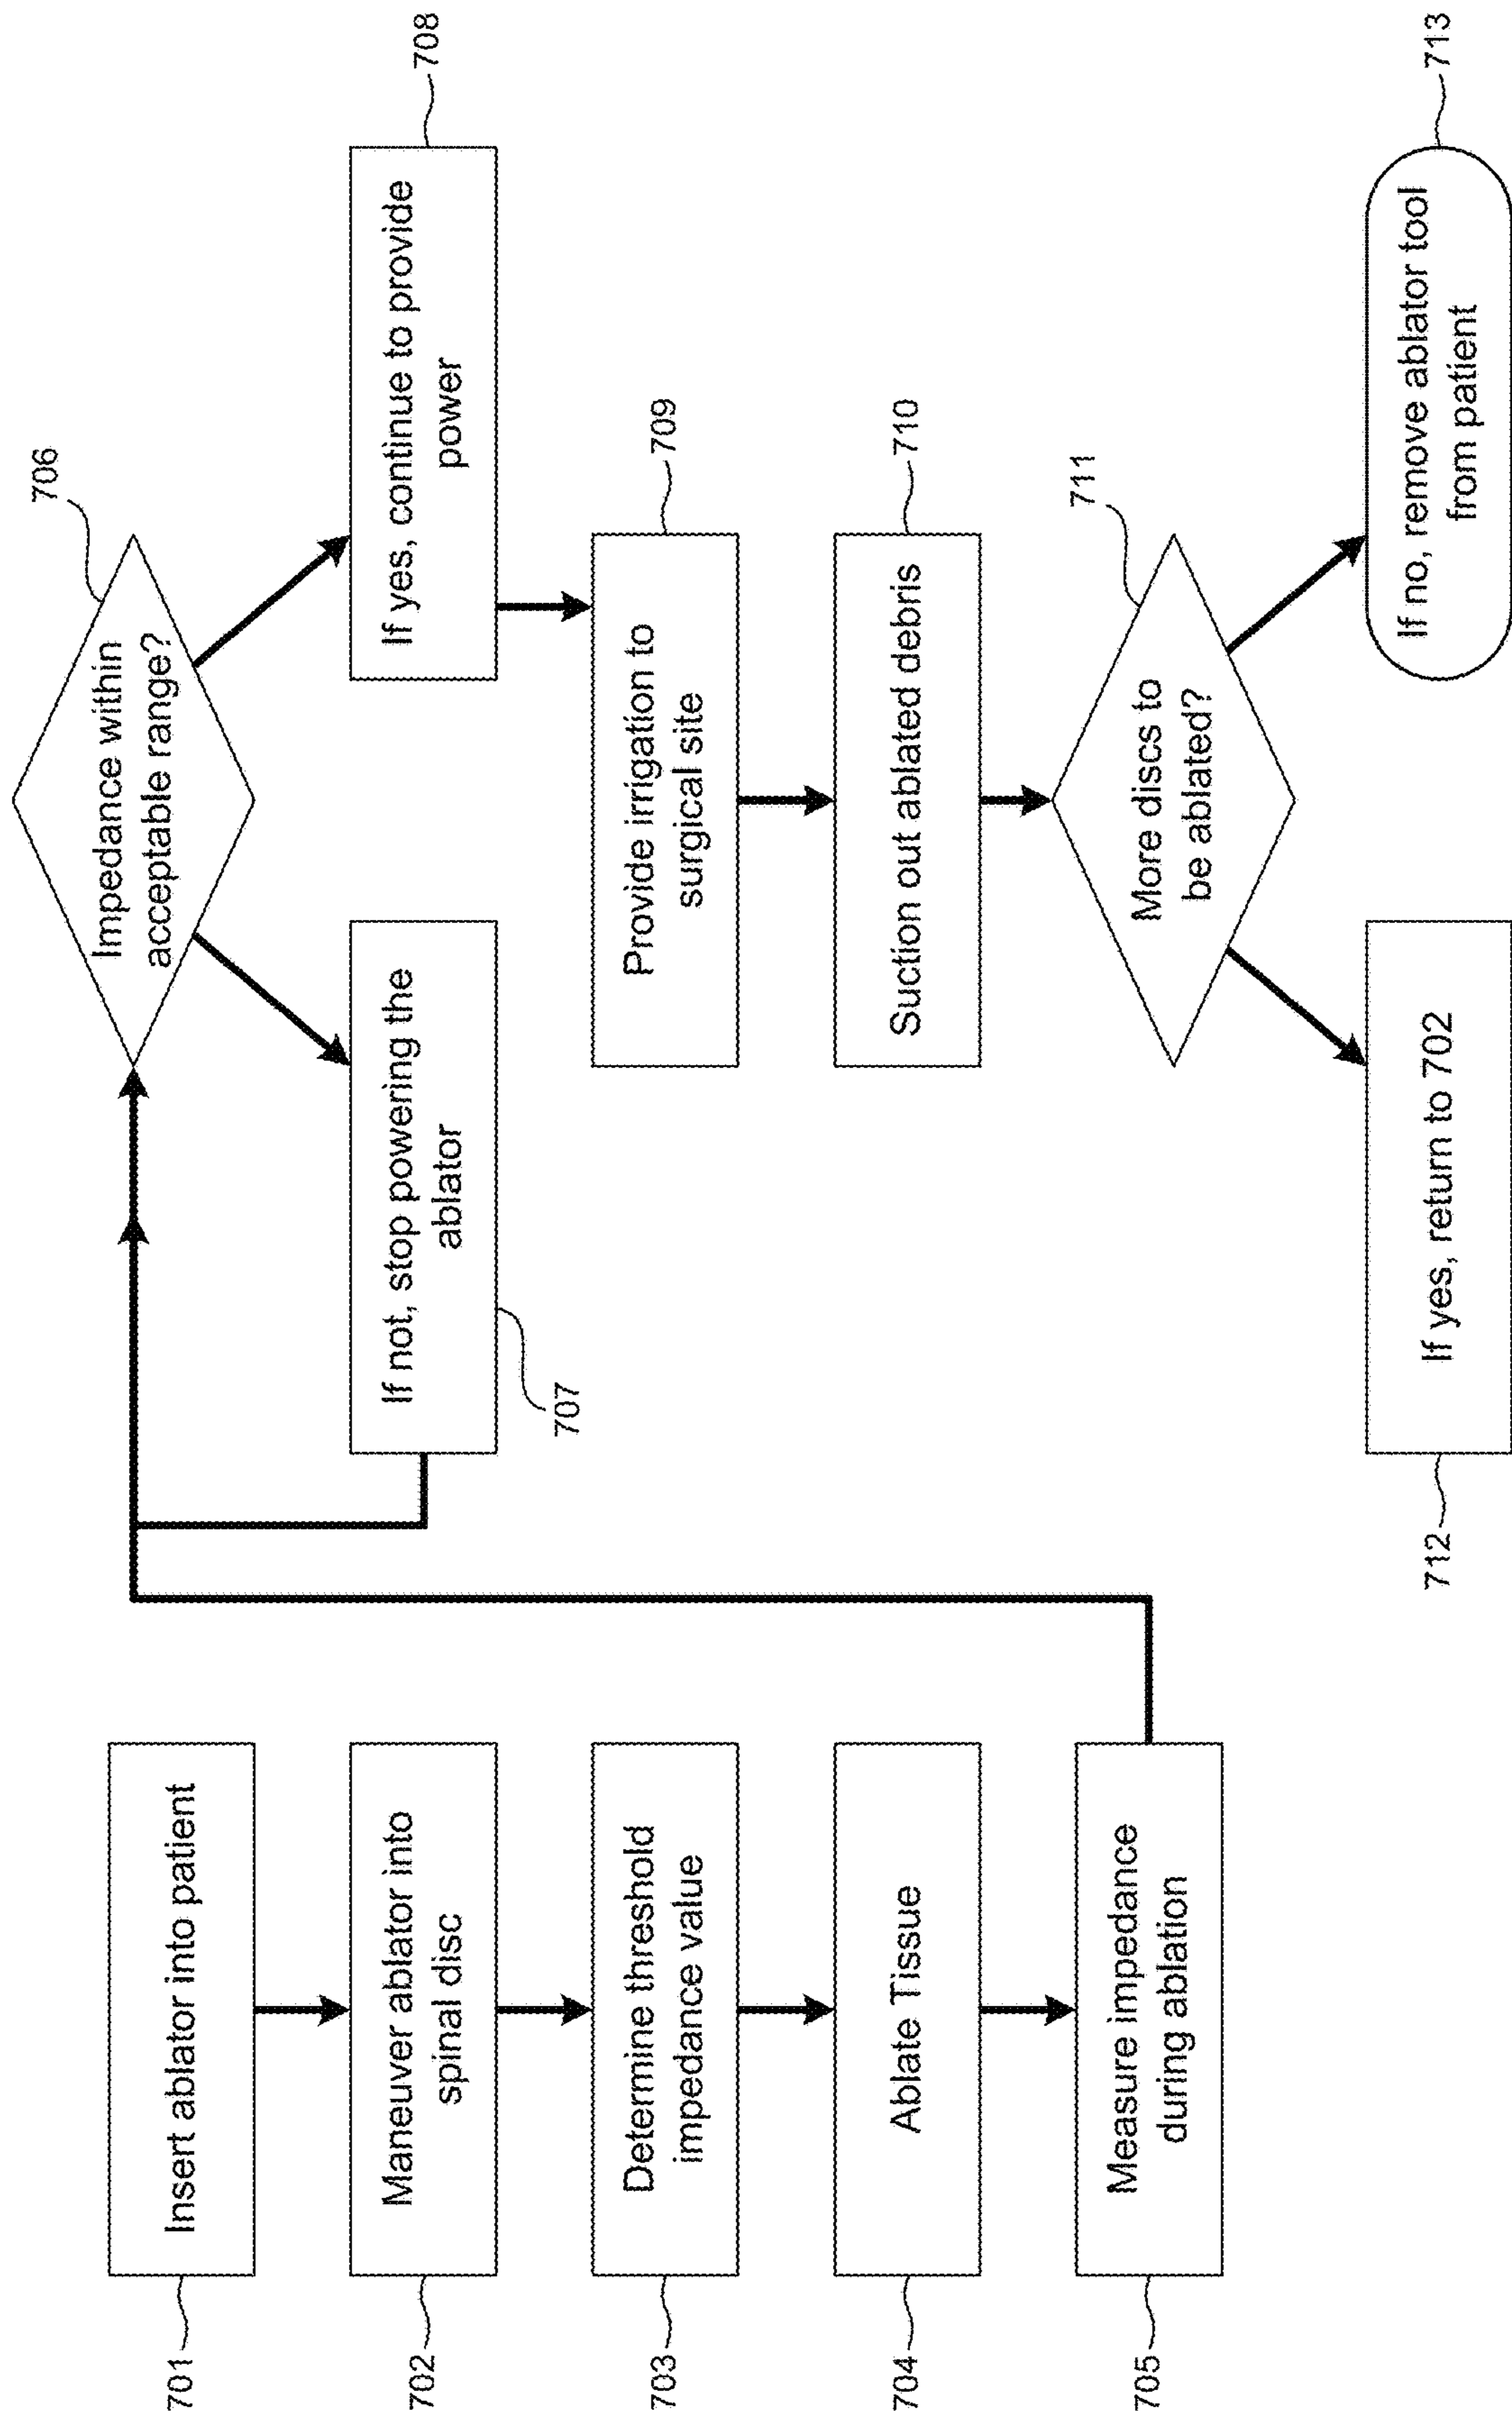 701
Insert ablator into patient
702
Maneuver ablator into
spinal disc
703
Determine threshold
impedance value
704
Ablate Tissue
705
Measure impedance
during ablation
706
Impedance within
acceptable range?
If not, stop powering the
ablator
707
If yes, continue to provide
power
708
Provide irrigation to
surgical site
709
Suction out ablated debris
710
More discs to
be ablated?
711
712
If yes, return to 702
If no, remove ablator tool
from patient
713